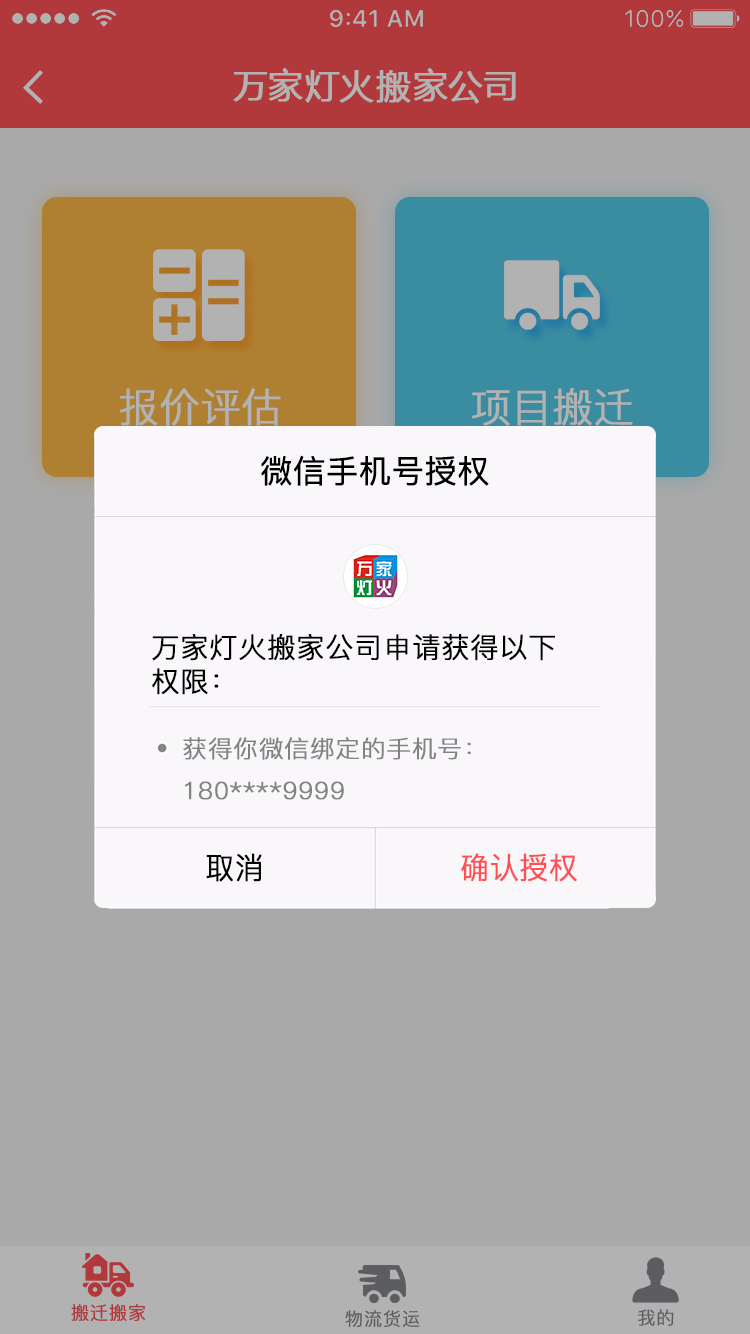 9:41 AM 100%
万家灯火搬家公司
报价评估 项目搬迁
微信手机号授权
万家
灯火
万家灯火搬家公司申请获得以下
权限：
• 获得你微信绑定的手机号：
180****9999
取消 确认授权
搬迁搬家 物流货运 我的